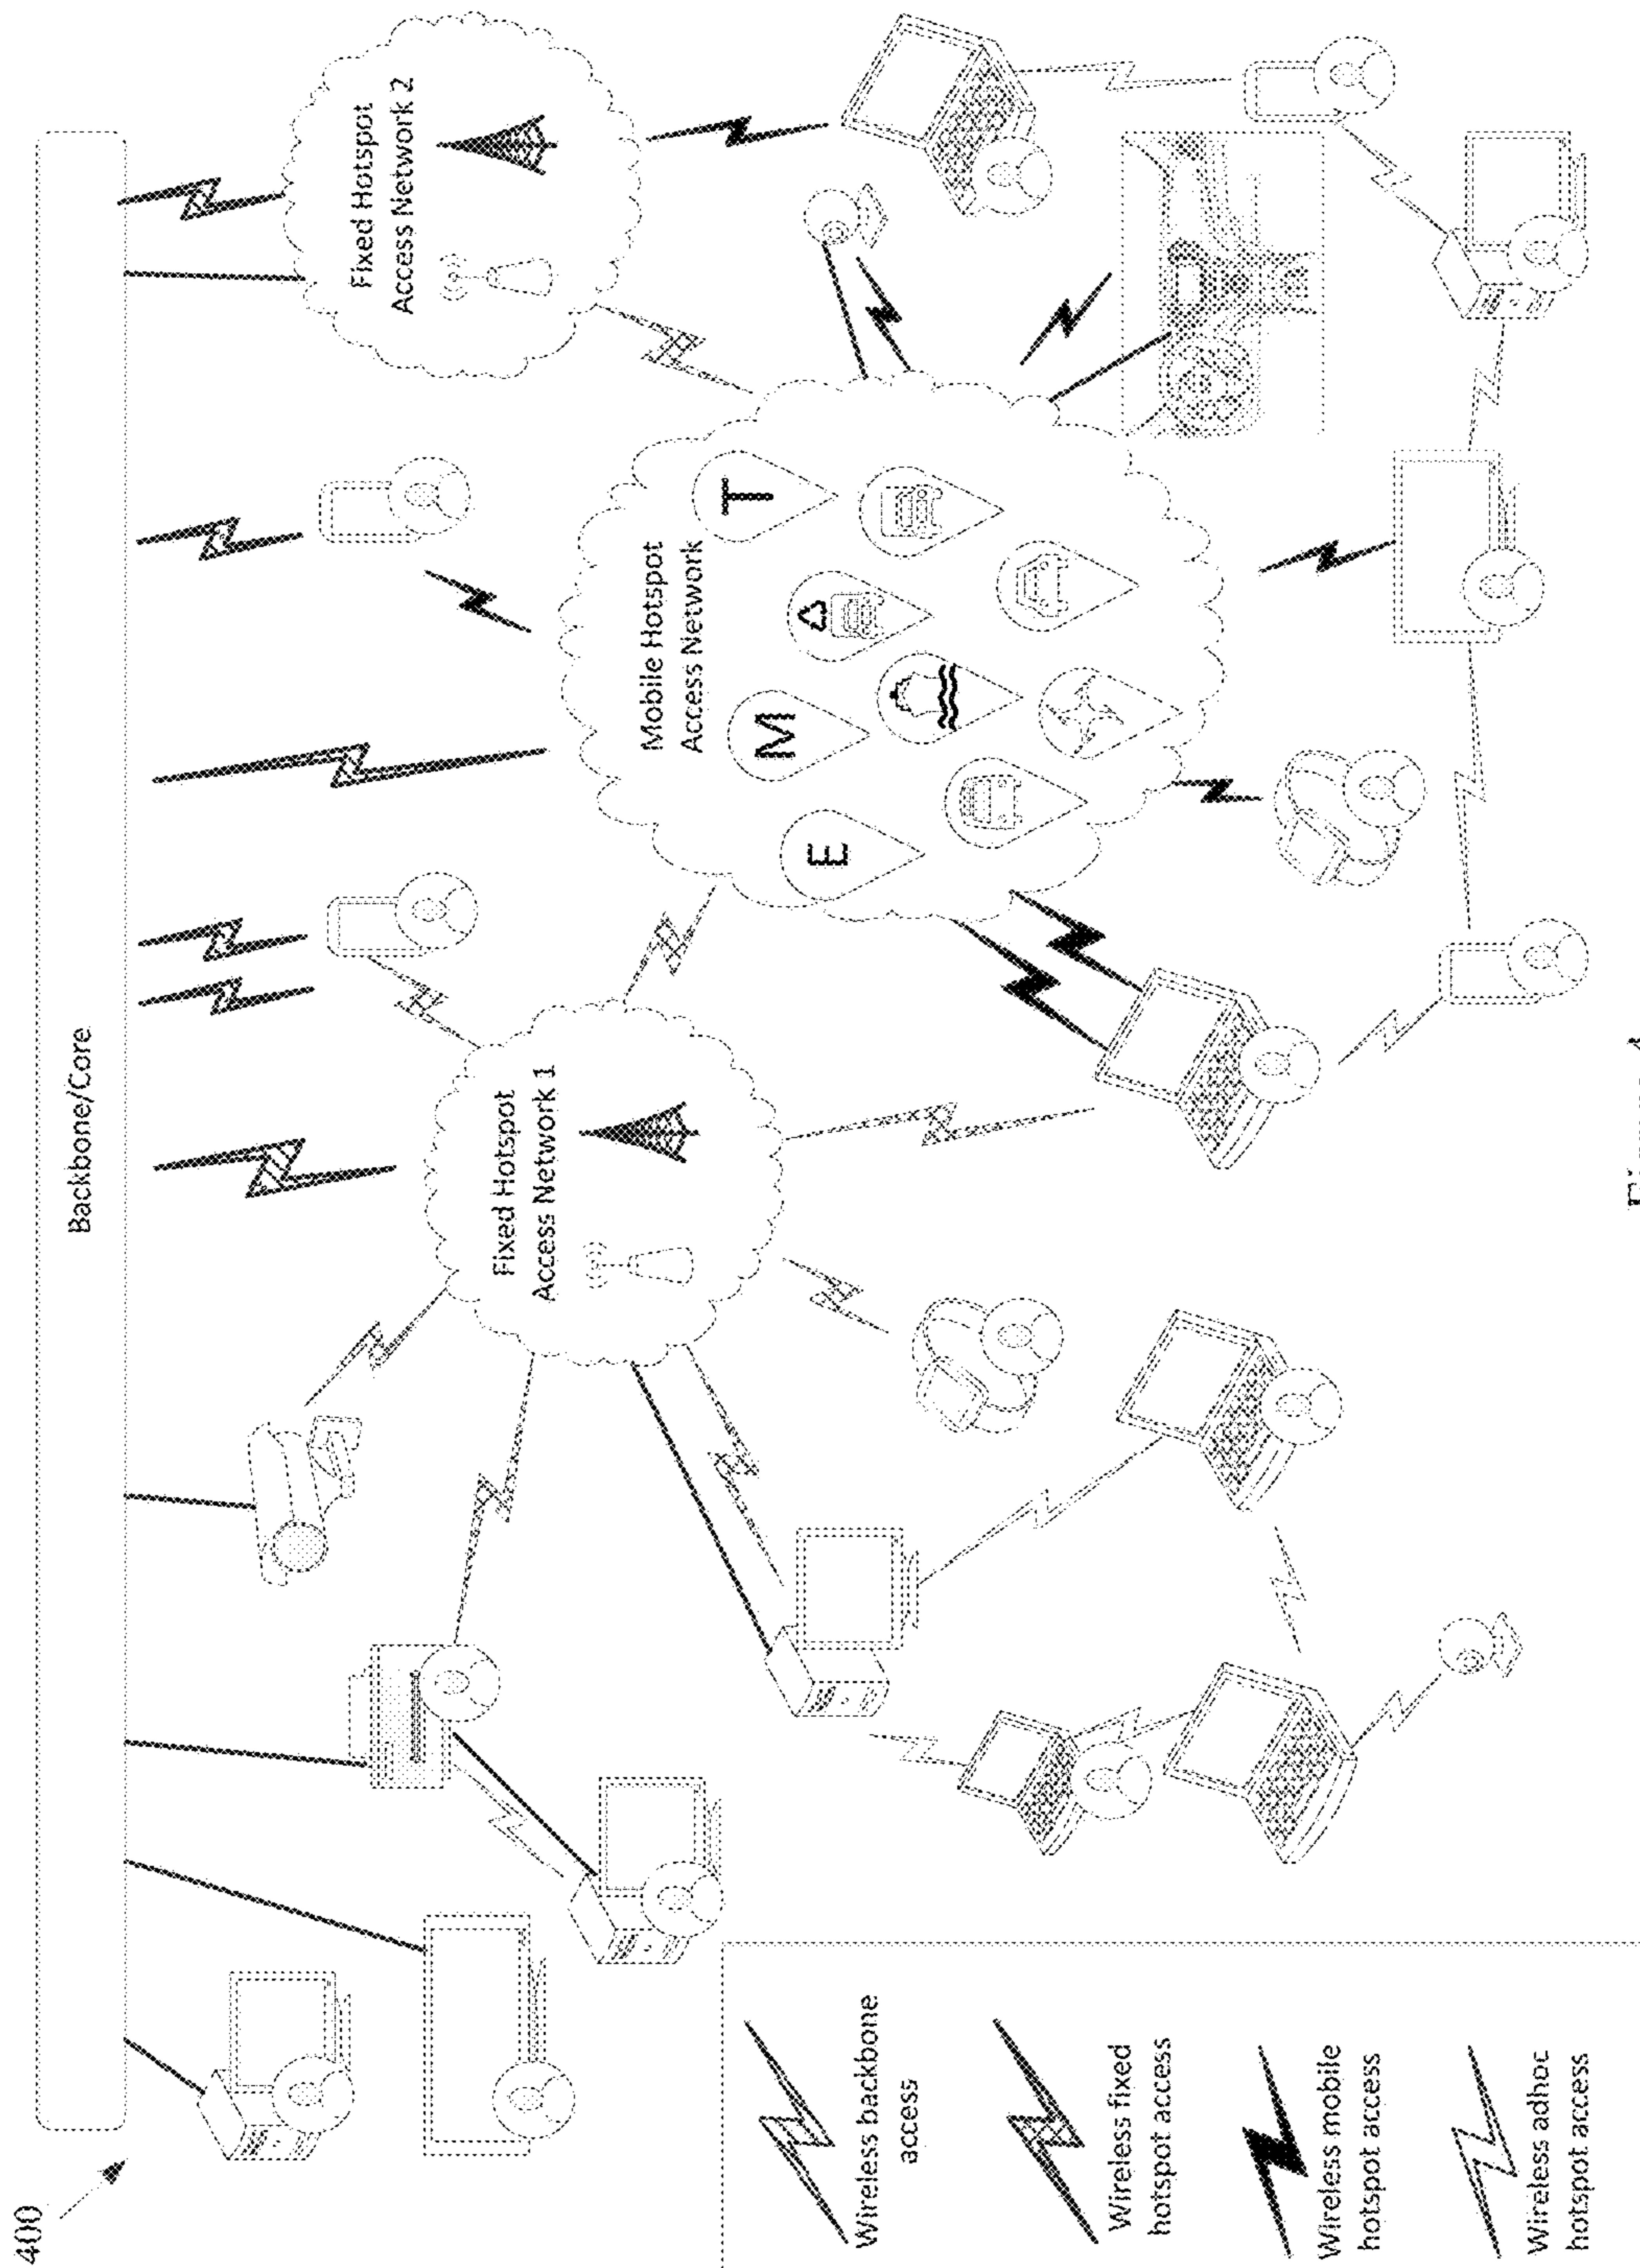 400
Backbone/Core
Fixed Hotspot
Access Network 1
Mobile Hotspot
Access Network
Fixed Hotspot
Access Network 2
E
M
T
Wireless backbone
access
Wireless fixed
hotspot access
Wireless mobile
hotspot access
Wireless adhoc
hotspot access